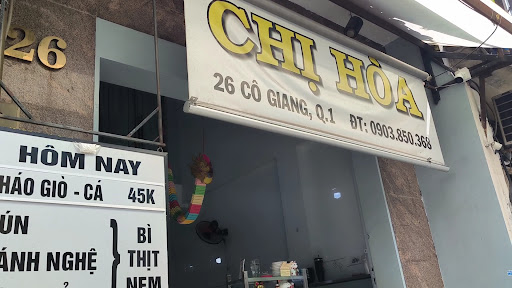 26
CHỊ HÒA
26 CÔ GIANG, Q.1 ĐT: 0903.850.368
HÔM NAY
HÁO GIÒ - CÁ 45K
ÚN
ÁNH NGHỆ
BÌ
THỊT
NEM